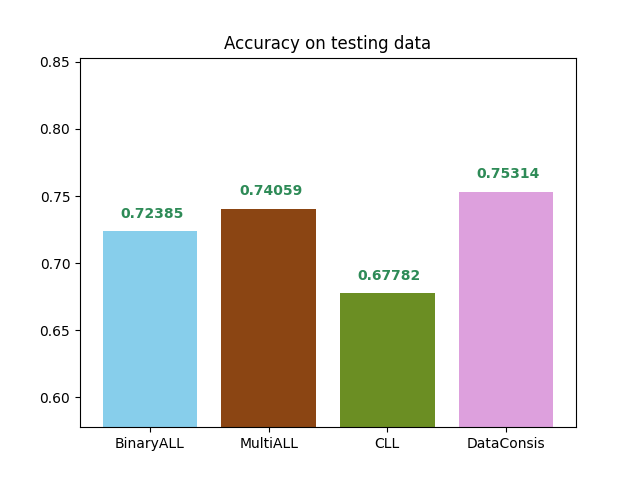 Accuracy on testing data
0.85
0.80
0.75
0.70
0.65
0.60
0.72385
0.74059
0.67782
0.75314
BinaryALL
MultiALL
CLL
DataConsis